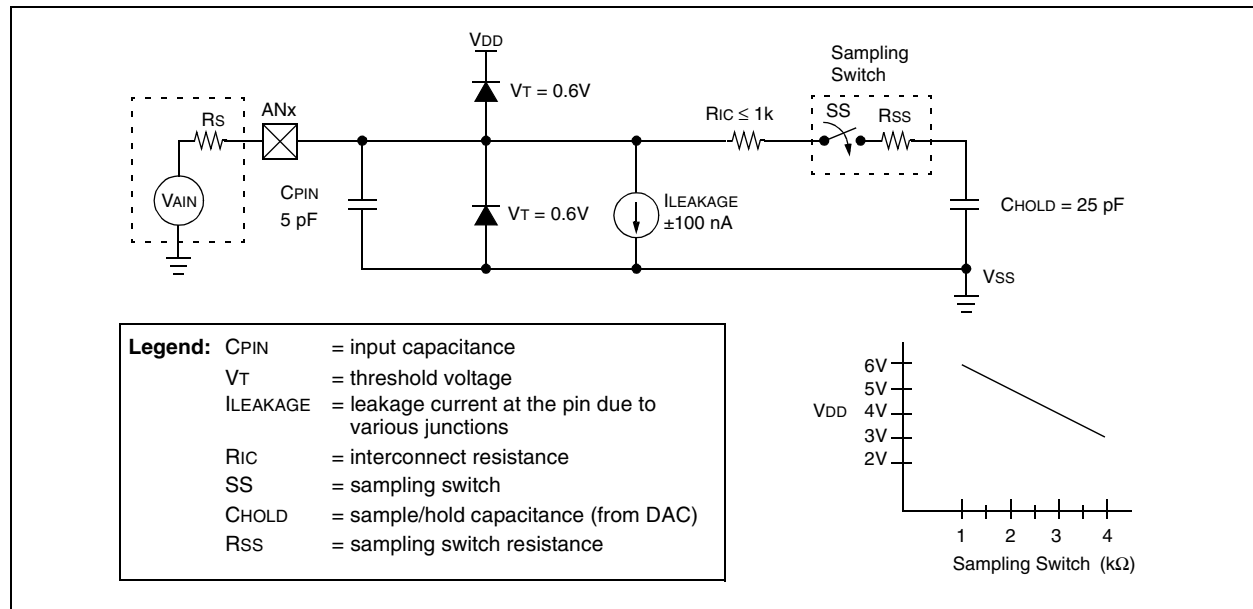 VDD
Sampling
Switch
VT = 0.6V
RS
ANx
RIC ≤ 1k
SS
RSS
VAIN
CPIN
5 pF
VT = 0.6V
ILEAKAGE
±100 nA
CHOLD = 25 pF
VSS
Legend: CPIN = input capacitance
VT = threshold voltage
ILEAKAGE = leakage current at the pin due to
various junctions
RIC = interconnect resistance
SS = sampling switch
CHOLD = sample/hold capacitance (from DAC)
RSS = sampling switch resistance
6V
5V
VDD 4V
3V
2V
1 2 3 4
Sampling Switch (kΩ)